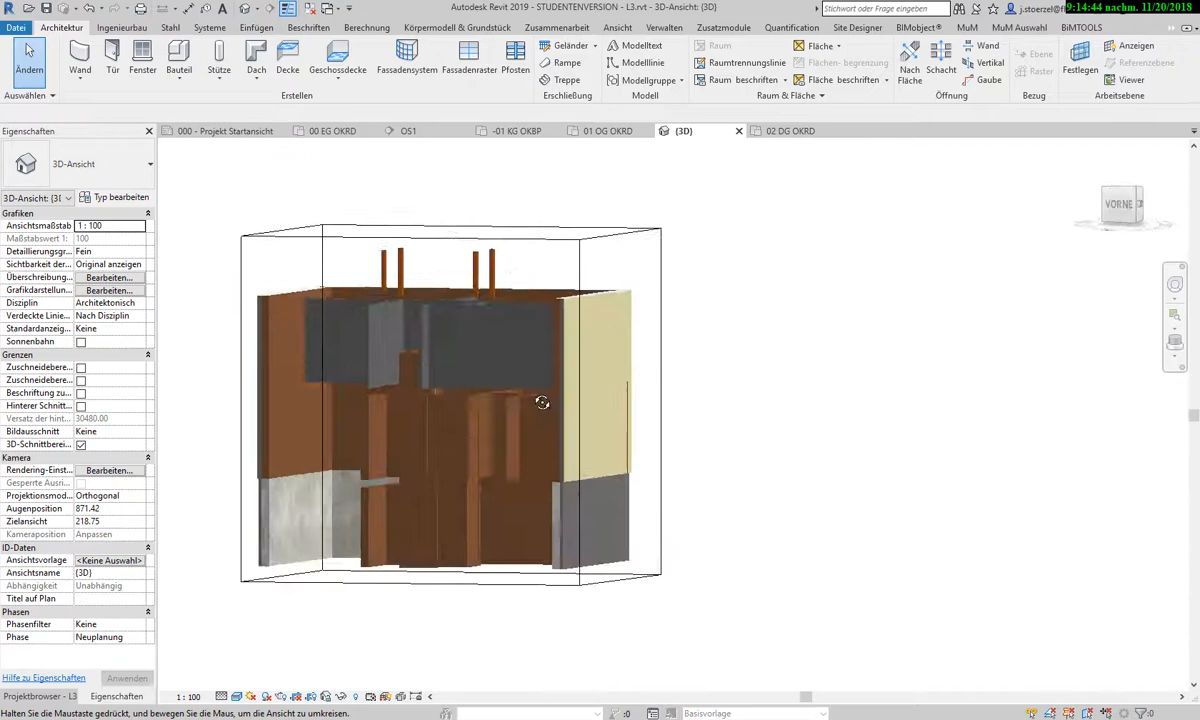 Autodesk Revit 2019 - STUDENTENVERSION - L3.rvt - 3D-Ansicht: {3D}
Stichwort oder Frage eingeben
9:14:44 nachm. 11/20/2018
Datei Architektur Ingenieurbau Stahl Systeme Einfügen Beschriften Berechnung Körpermodell & Grundstück Zusammenarbeit Ansicht Verwalten Zusatzmodule Quantification Site Designer BIMobject® MuM Bauwerk MuM Auswahl BiMTOOLS
Ändern
Wand
Tür
Fenster
Bauteil
Stütze
Dach
Decke
Geschossdecke
Fassadensystem
Fassadenraster
Pfosten
Geländer
Rampe
Treppe
Modelltext
Modelllinie
Modellgruppe
Raum
Raumtrennungslinie
Raum beschriften
Fläche
Flächen- begrenzung
Fläche beschriften
Nach Fläche
Schacht
Wand
Vertikal
Gaube
Ebene
Raster
Festlegen
Anzeigen
Referenzebene
Viewer
Auswählen
Erstellen
Erschließung
Modell
Raum & Fläche
Öffnung
Bezug
Arbeitsebene
Eigenschaften
000 - Projekt Startansicht
00 EG OKRD
OS1
-01 KG OKBP
01 OG OKRD
{3D}
02 DG OKRD
3D-Ansicht
3D-Ansicht: {3I
Typ bearbeiten
Grafiken
Ansichtsmaßstab 1 : 100
Maßstabswert 1: 100
Detaillierungsgr... Fein
Sichtbarkeit der... Original anzeigen
Überschreibung... Bearbeiten...
Grafikdarstellun... Bearbeiten...
Disziplin Architektonisch
Verdeckte Linie... Nach Disziplin
Standardanzeig... Keine
Sonnenbahn
Grenzen
Zuschneidebere...
Zuschneidebere...
Beschriftung zu...
Hinterer Schnitt...
Versatz der hint... 30480.00
Bildausschnitt Keine
3D-Schnittberei...
Kamera
Rendering-Einst... Bearbeiten...
Gesperrte Ausri...
Projektionsmod... Orthogonal
Augenposition 871.42
Zielansicht 218.75
Kameraposition Anpassen
ID-Daten
Ansichtsvorlage <Keine Auswahl>
Ansichtsname {3D}
Abhängigkeit Unabhängig
Titel auf Plan
Phasen
Phasenfilter Keine
Phase Neuplanung
Hilfe zu Eigenschaften
Anwenden
Projektbrowser - L3
Eigenschaften
VORNE
1 : 100
Halten Sie die Maustaste gedrückt, und bewegen Sie die Maus, um die Ansicht zu umkreisen.
:0
Basisvorlage
:0